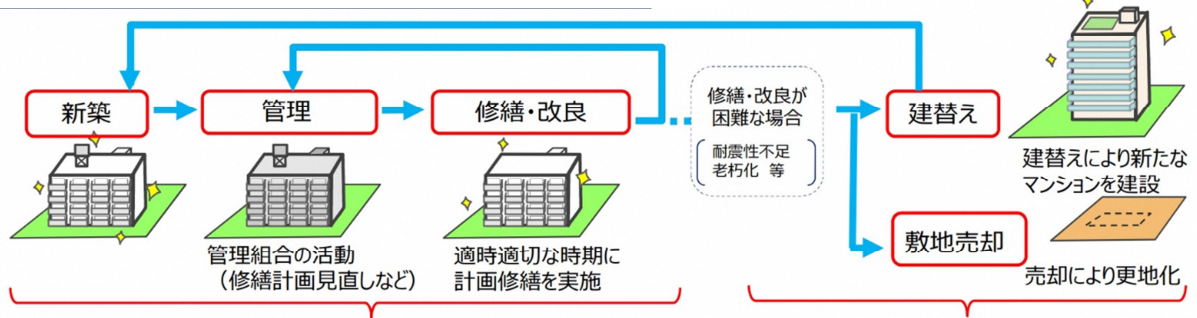 新築
管理
修繕・改良
修繕・改良が
困難な場合
耐震性不足
老朽化 等
建替え
建替えにより新たな
マンションを建設
管理組合の活動
（修繕計画見直しなど）
適時適切な時期に
計画修繕を実施
敷地売却
売却により更地化